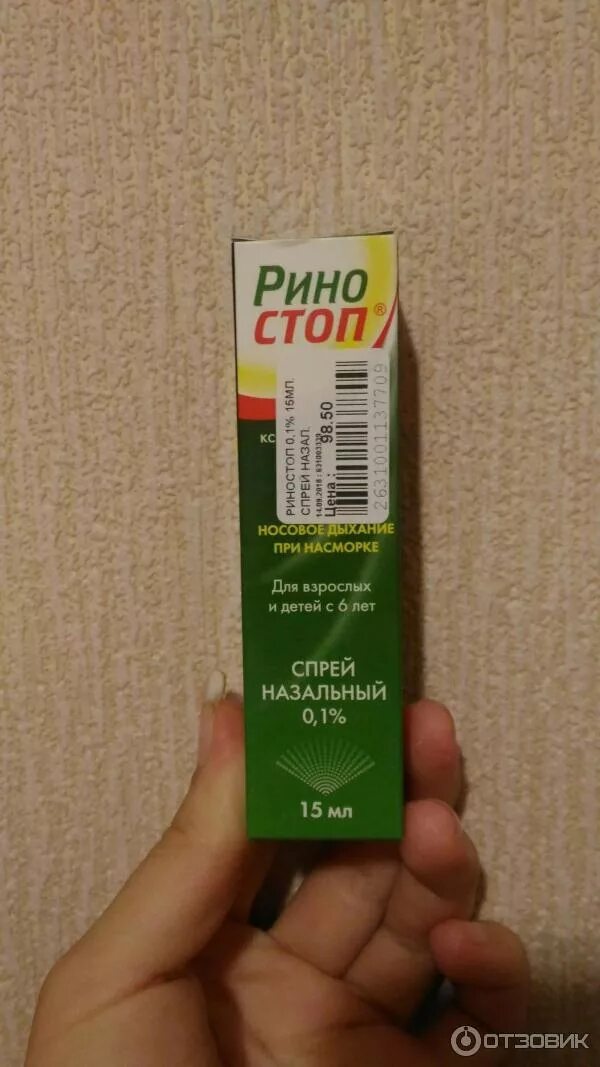 Рино
СТОП®
РИНОСТОП 0,1% 15МЛ.
СПРЕЙ НАЗАЛ.
Цена : 98.50
2631001137709
НОСОВОЕ ДЫХАНИЕ
ПРИ НАСМОРКЕ
Для взрослых
и детей с 6 лет
СПРЕЙ
НАЗАЛЬНЫЙ
0,1%
15 мл
ОТЗОВИК